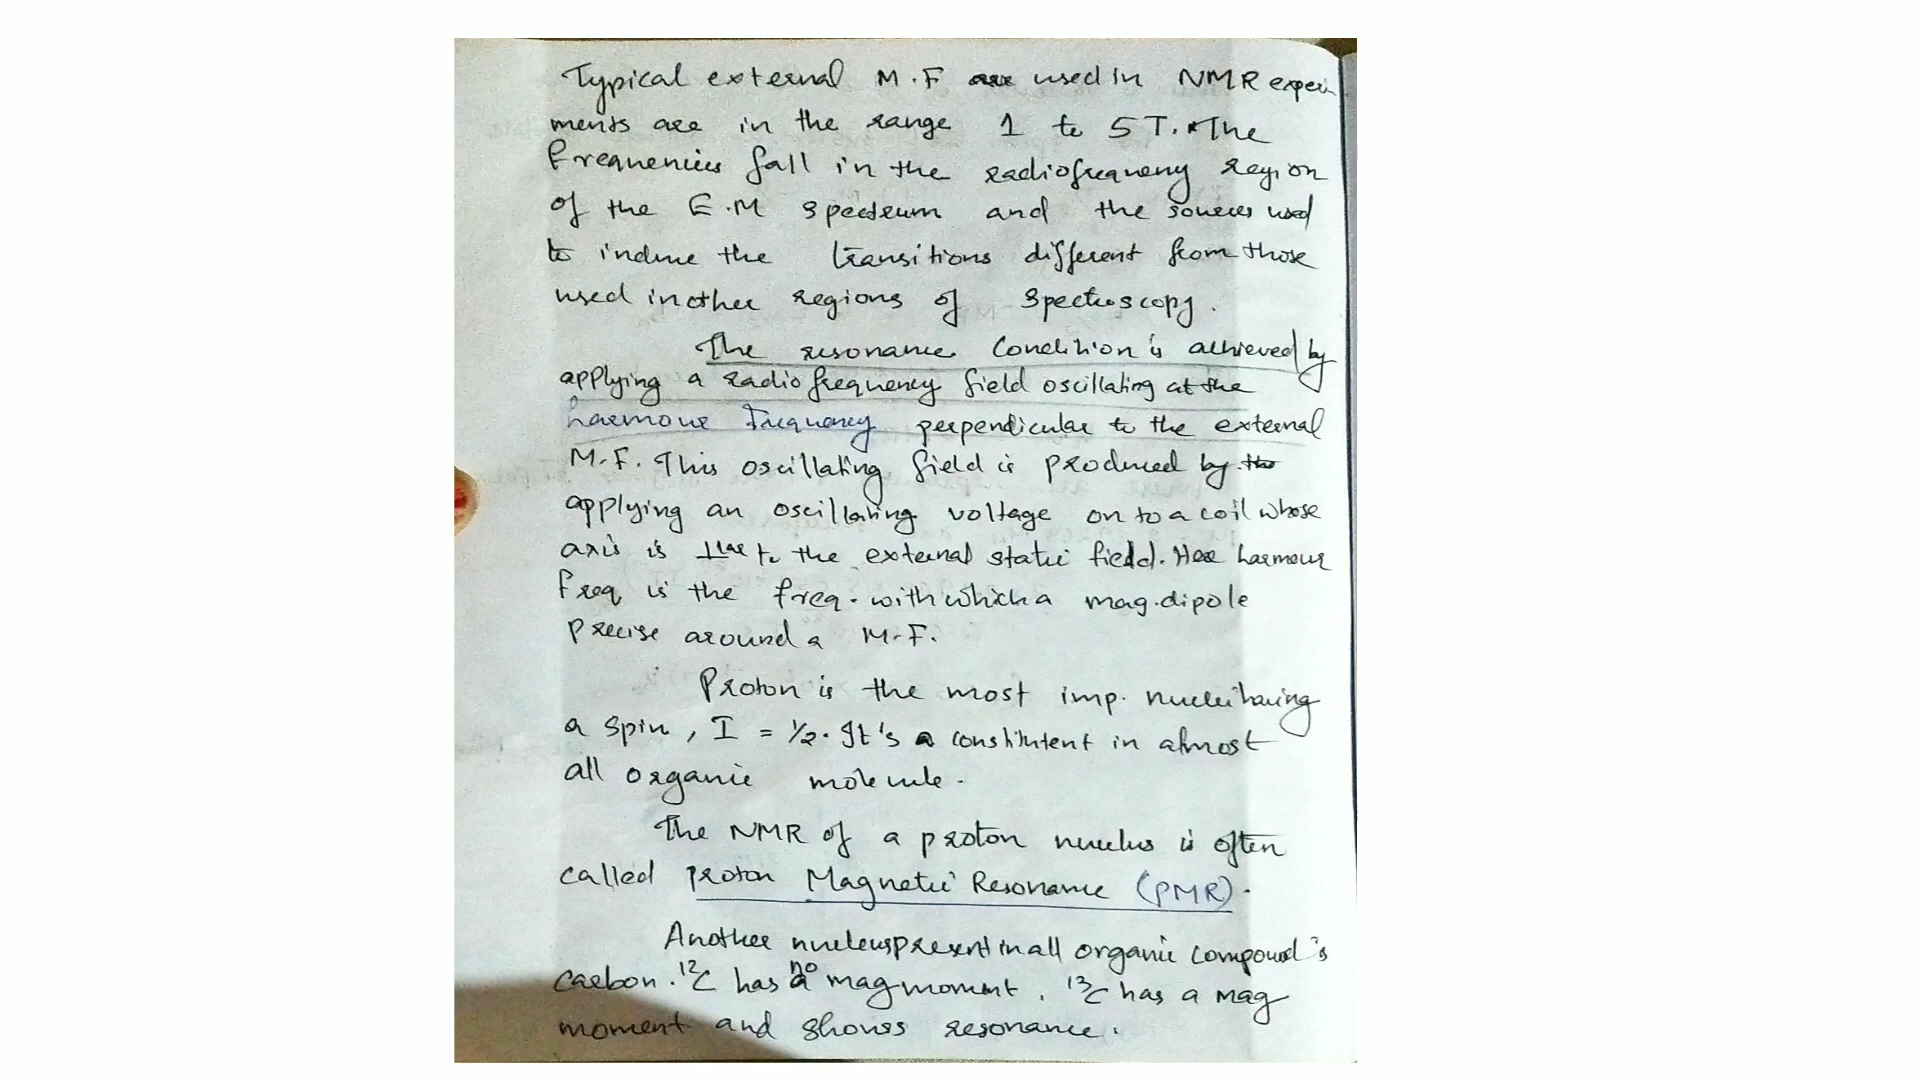 Typical external M.F are used in NMR experi
ments are in the range 1 to 5 T. The
frequencies fall in the radiofrequency region
of the E.M spectrum and the sources used
to induce the transitions different from those
used in other regions of spectroscopy.
The resonance condition is achieved by
applying a radio frequency field oscillating at the
harmour frequency perpendicular to the external
M.F. This oscillating field is produced by the
applying an oscillating voltage on to a coil whose
axis is ⊥lar to the external static field. harmour
freq is the freq. with which a mag.dipole
precise around a M.F.
Proton is the most imp. nuclei having
a spin, I = 1/2. It's a constituent in almost
all organic molecule.
The NMR of a proton nucleus is often
called proton Magnetic Resonance (PMR).
Another nucleus present in all organic compound's
carbon. ¹²C has no mag moment. ¹³C has a mag
moment and shows resonance.